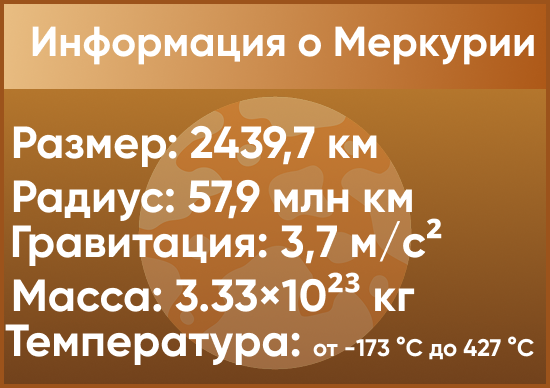 Информация о Меркурии
Размер: 2439,7 км
Радиус: 57,9 млн км
Гравитация: 3,7 м/с²
Масса: 3.33×10²³ кг
Температура: от -173 °C до 427 °C